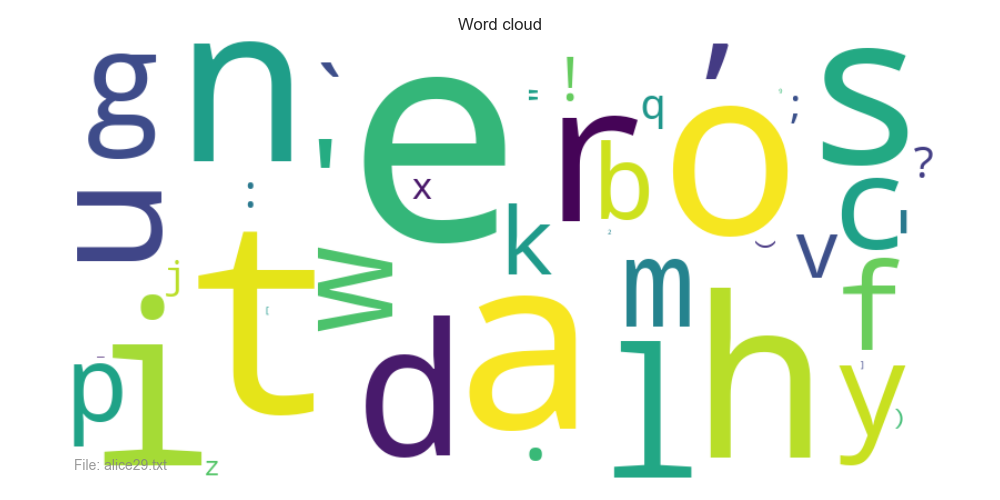 Word cloud
g n ` e = ! r q ' o ; s
' x b c ?
u : k m ⌣ v '
j t w
i [ d a l h f
p - y ] )
File: alice29.txt z .